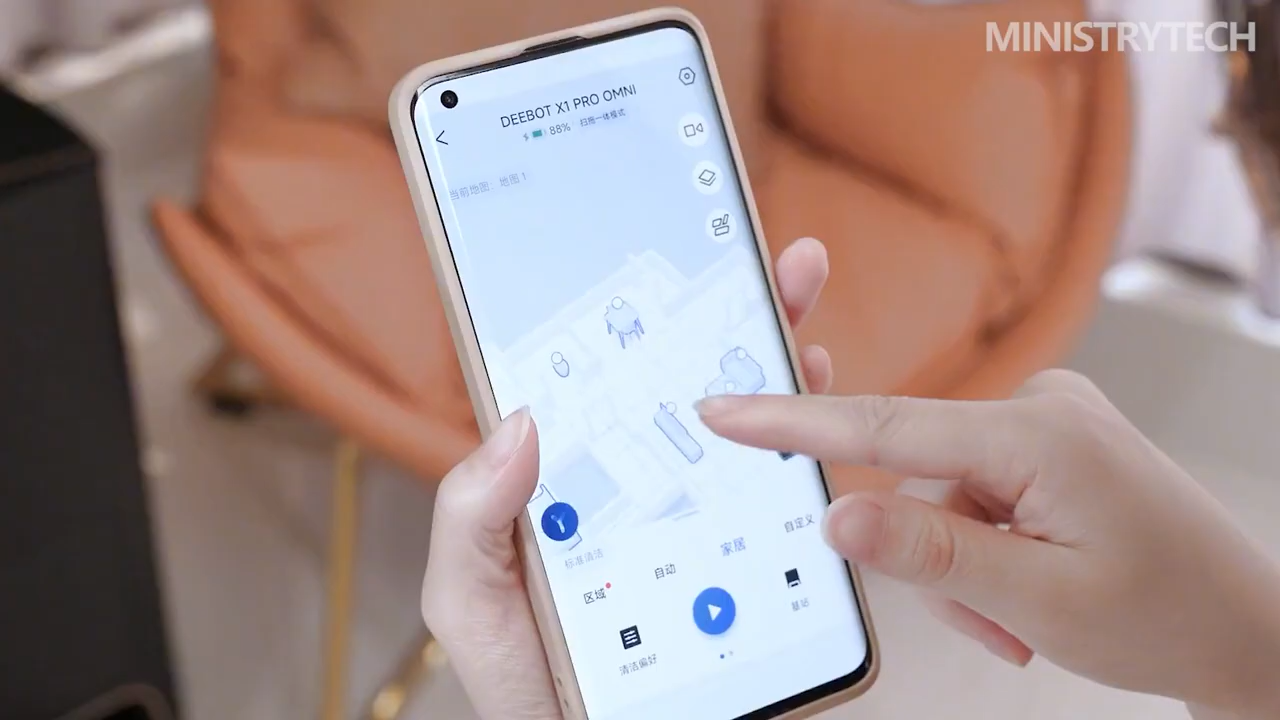 MINISTRYTECH
DEEBOT X1 PRO OMNI
88% 扫拖一体模式
当前地图：地图 1
标准清洁
区域 自动 家居 自定义
清洁偏好 基站